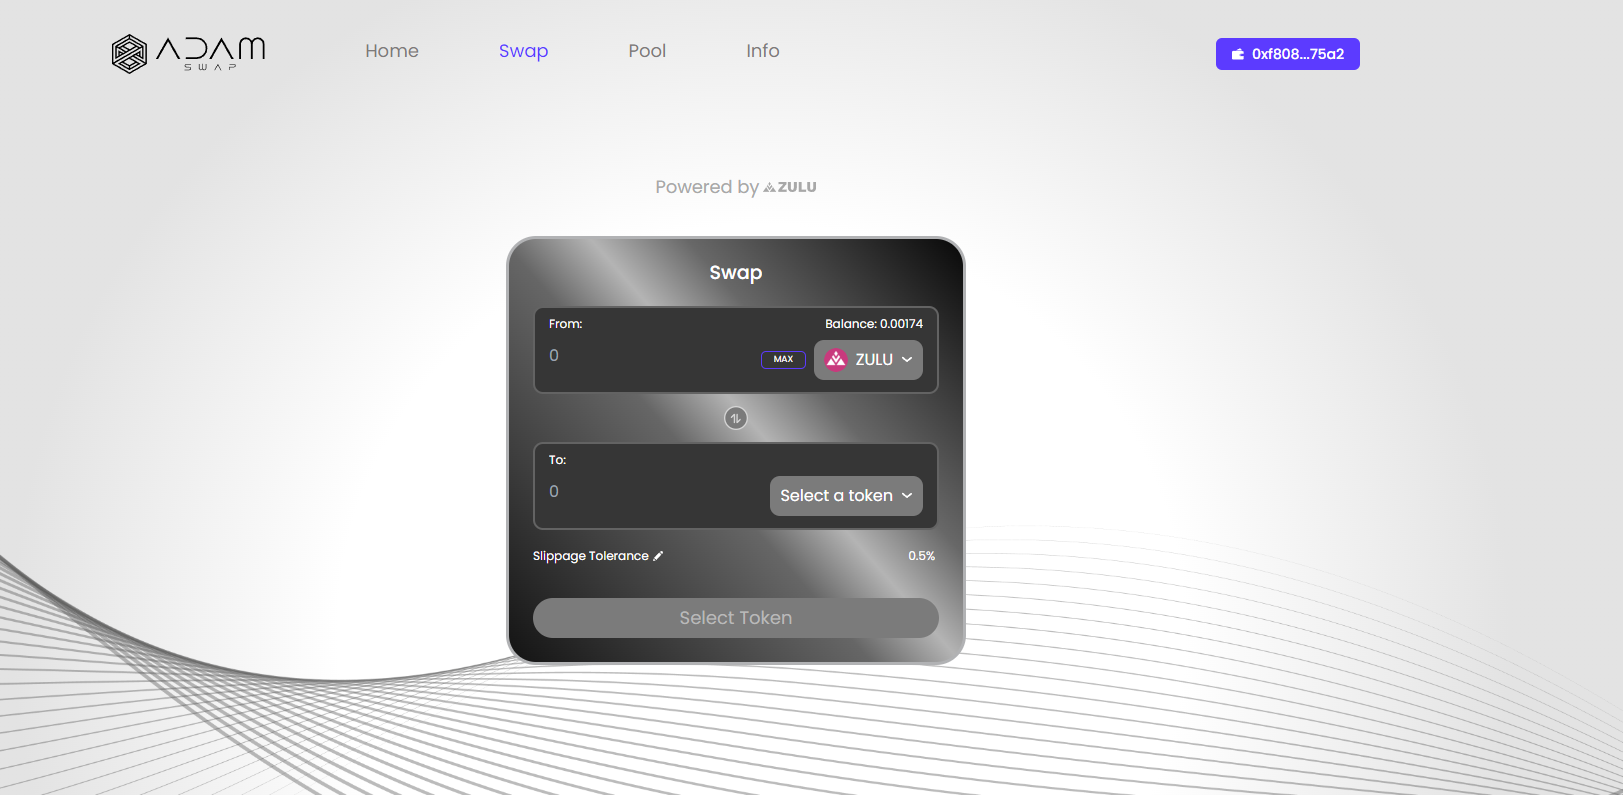 ADAM
SWAP
Home
Swap
Pool
Info
0xf808...75a2
Powered by ZULU
Swap
From:
Balance: 0.00174
0
MAX
ZULU
To:
0
Select a token
Slippage Tolerance
0.5%
Select Token